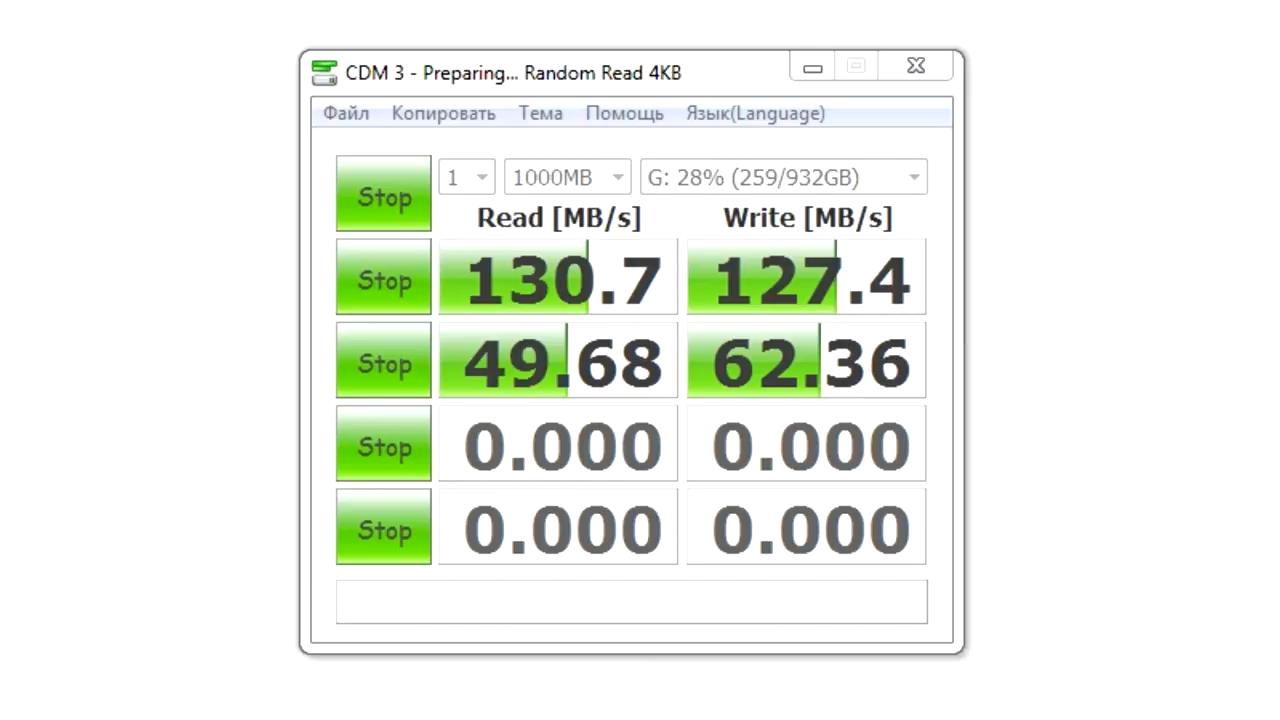 CDM 3 - Preparing... Random Read 4KB
Файл Копировать Тема Помощь Язык(Language)
Stop 1 1000MB G: 28% (259/932GB)
Read [MB/s] Write [MB/s]
Stop 130.7 127.4
Stop 49.68 62.36
Stop 0.000 0.000
Stop 0.000 0.000